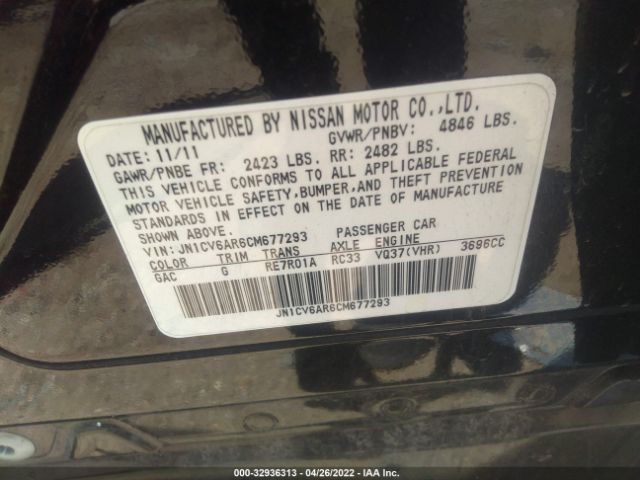 MANUFACTURED BY NISSAN MOTOR CO.,LTD.
DATE: 11/11 GVWR/PNBV: 4846 LBS.
GAWR/PNBE FR: 2423 LBS. RR: 2482 LBS.
THIS VEHICLE CONFORMS TO ALL APPLICABLE FEDERAL
MOTOR VEHICLE SAFETY, BUMPER, AND THEFT PREVENTION
STANDARDS IN EFFECT ON THE DATE OF MANUFACTURE
SHOWN ABOVE.
VIN: JN1CV6AR6CM677293 PASSENGER CAR
COLOR TRIM TRANS AXLE ENGINE
GAC G RE7R01A RC33 VQ37(VHR) 3696CC
JN1CV6AR6CM677293
000-32936313 - 04/26/2022 - IAA Inc.